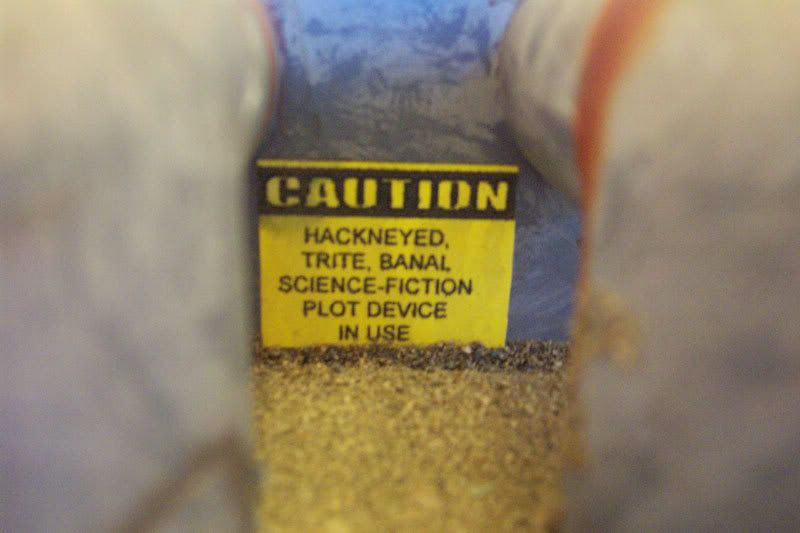 CAUTION
HACKNEYED,
TRITE, BANAL
SCIENCE-FICTION
PLOT DEVICE
IN USE